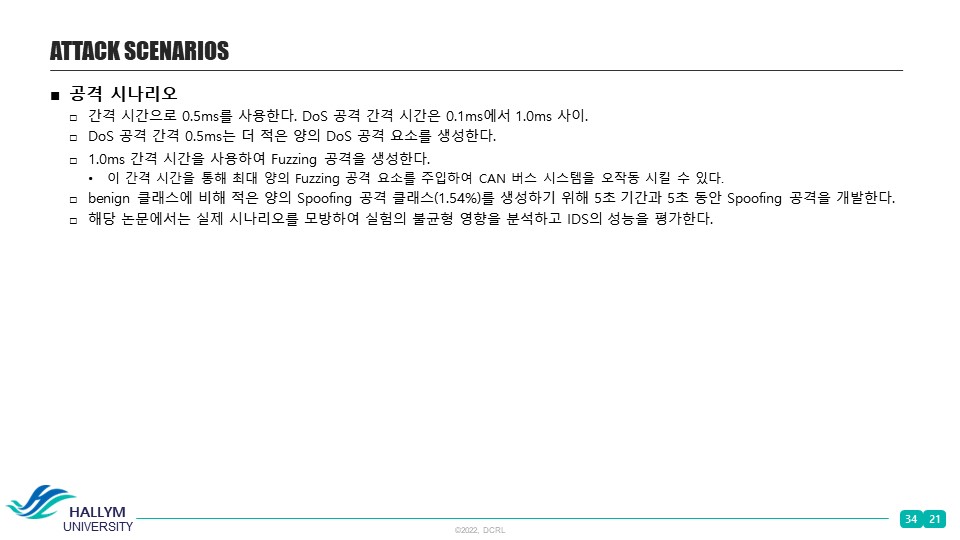 ATTACK SCENARIOS
■ 공격 시나리오
□ 간격 시간으로 0.5ms를 사용한다. DoS 공격 간격 시간은 0.1ms에서 1.0ms 사이.
□ DoS 공격 간격 0.5ms는 더 적은 양의 DoS 공격 요소를 생성한다.
□ 1.0ms 간격 시간을 사용하여 Fuzzing 공격을 생성한다.
• 이 간격 시간을 통해 최대 양의 Fuzzing 공격 요소를 주입하여 CAN 버스 시스템을 오작동 시킬 수 있다.
□ benign 클래스에 비해 적은 양의 Spoofing 공격 클래스(1.54%)를 생성하기 위해 5초 기간과 5초 동안 Spoofing 공격을 개발한다.
□ 해당 논문에서는 실제 시나리오를 모방하여 실험의 불균형 영향을 분석하고 IDS의 성능을 평가한다.
HALLYM
UNIVERSITY
©2022, DCRL
34 21